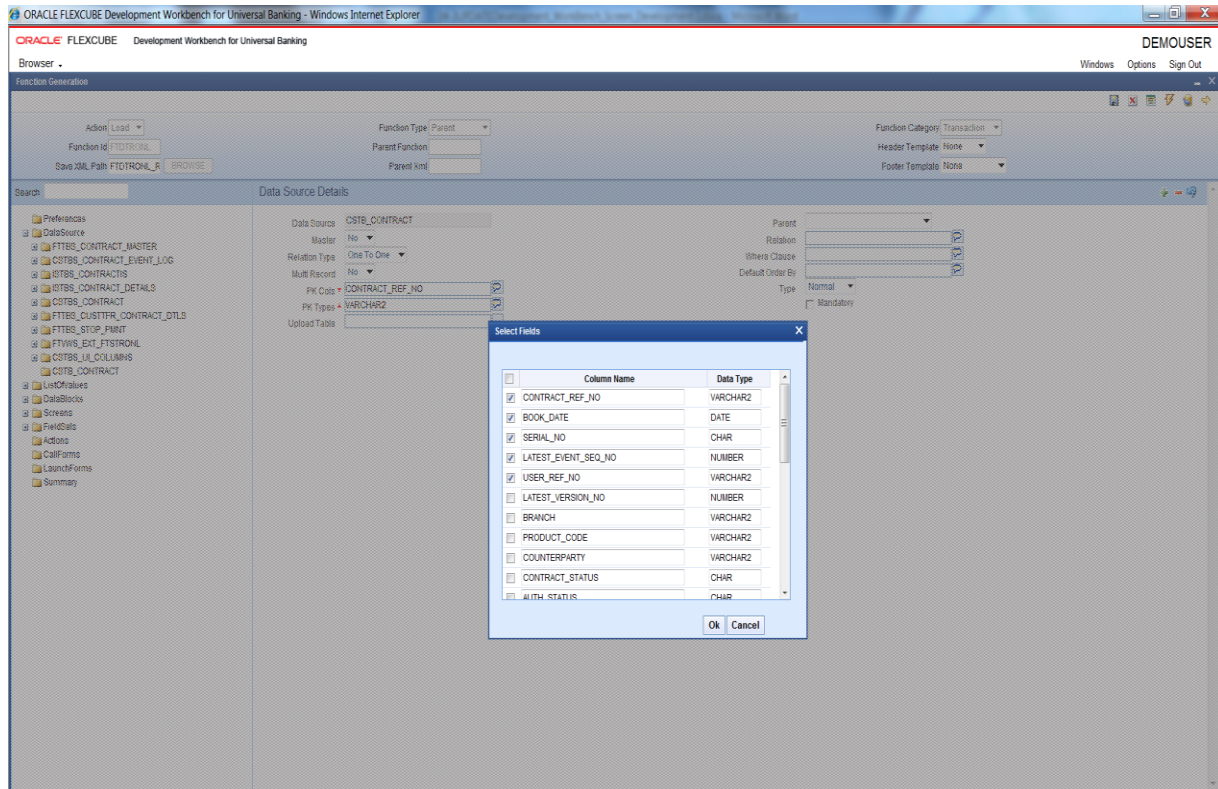 ORACLE FLEXCUBE Development Workbench for Universal Banking - Windows Internet Explorer
ORACLE FLEXCUBE Development Workbench for Universal Banking
DEMOUSER
Browser
Windows Options Sign Out
Function Generation
Action Load Function Type Parent Function Category Transaction
Function Id FTDTRONL Parent Function Header Template None
Save XML Path FTDTRONL_R BROWSE Parent Xml Footer Template None
Search Data Source Details
Preferences
DataSource
FTTBS_CONTRACT_MASTER
CSTBS_CONTRACT_EVENT_LOG
ISTBS_CONTRACTIS
ISTBS_CONTRACT_DETAILS
CSTBS_CONTRACT
FTTBS_CUSTTFR_CONTRACT_DTLS
FTTBS_STOP_PMNT
FTVWS_EXT_FTSTRONL
CSTBS_UI_COLUMNS
CSTB_CONTRACT
ListOfvalues
DataBlocks
Screens
FieldSets
Actions
CallForms
LaunchForms
Summary
Data Source CSTB_CONTRACT Parent
Master No Relation
Relation Type One To One Where Clause
Multi Record No Default Order By
PK Cols * CONTRACT_REF_NO Type Normal
PK Types * VARCHAR2 Mandatory
Upload Table
Select Fields X
Column Name Data Type
CONTRACT_REF_NO VARCHAR2
BOOK_DATE DATE
SERIAL_NO CHAR
LATEST_EVENT_SEQ_NO NUMBER
USER_REF_NO VARCHAR2
LATEST_VERSION_NO NUMBER
BRANCH VARCHAR2
PRODUCT_CODE VARCHAR2
COUNTERPARTY VARCHAR2
CONTRACT_STATUS CHAR
AUTH_STATUS CHAR
Ok Cancel